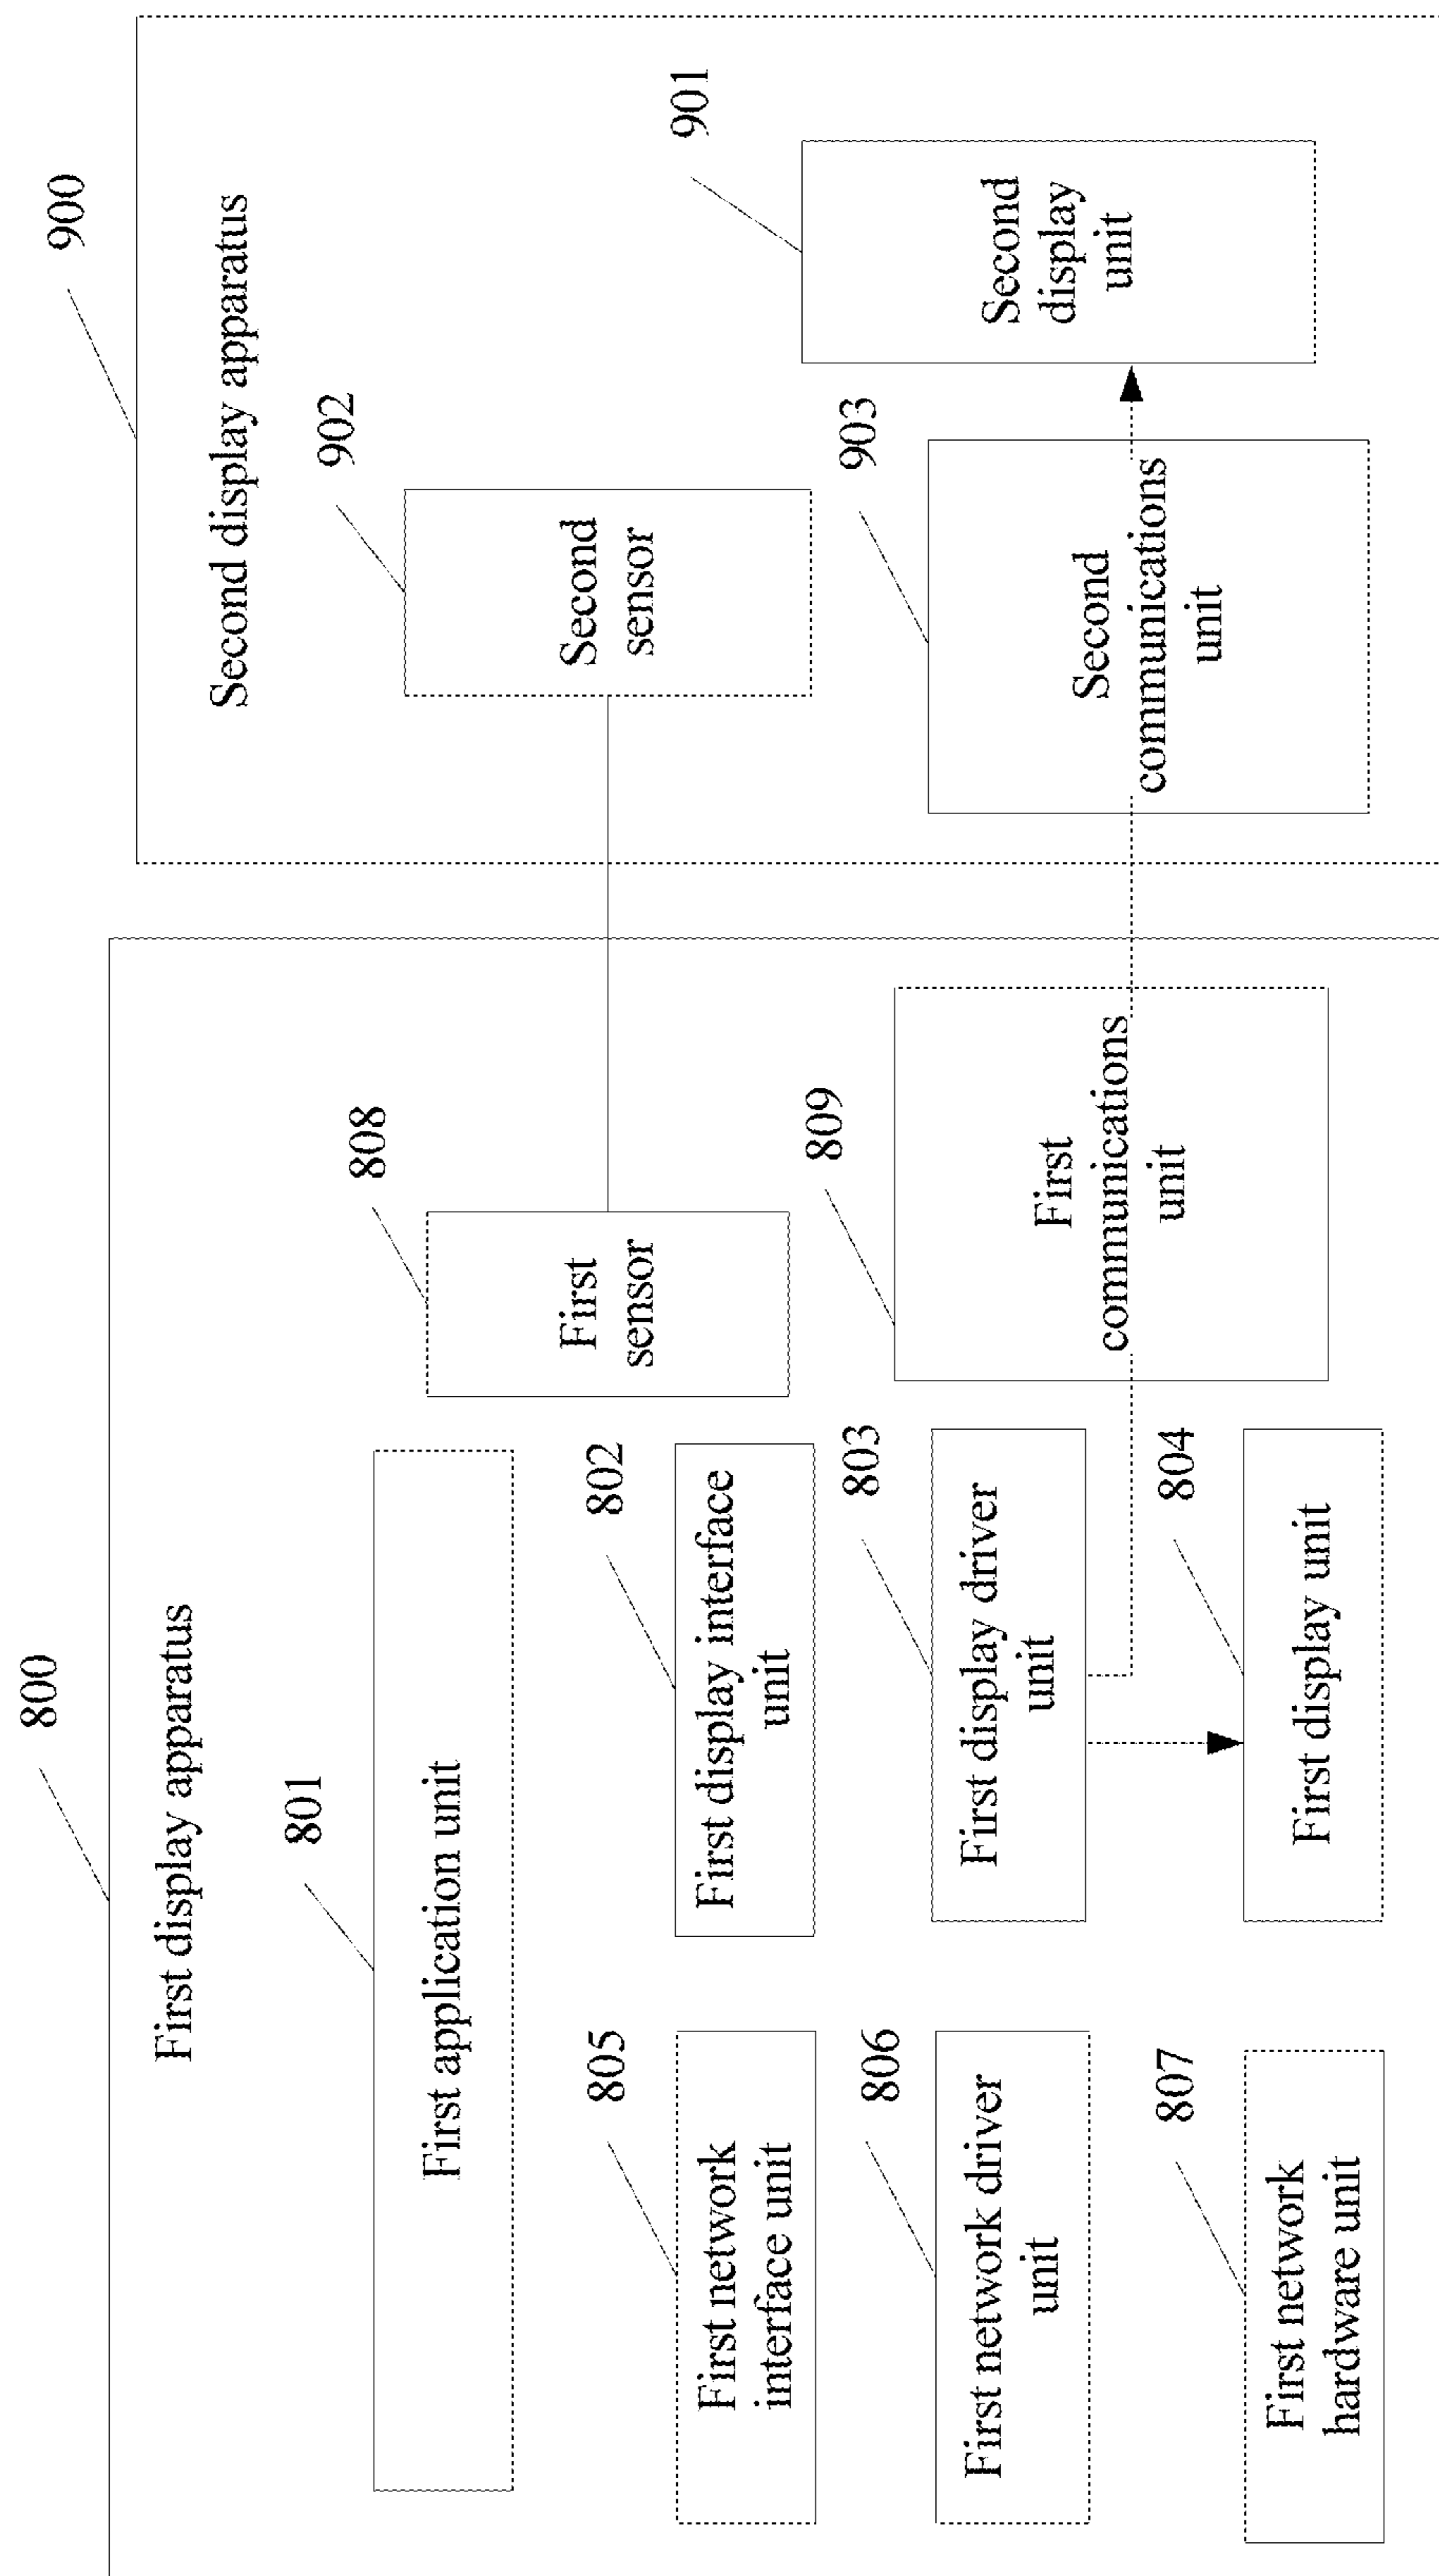 800
First display apparatus
801
First application unit
805
First network
interface unit
802
First display interface
unit
808
First
sensor
806
First network driver
unit
803
First display driver
unit
809
First
communications
unit
807
First network
hardware unit
804
First display unit
900
Second display apparatus
902
Second
sensor
903
Second
communications
unit
901
Second
display
unit